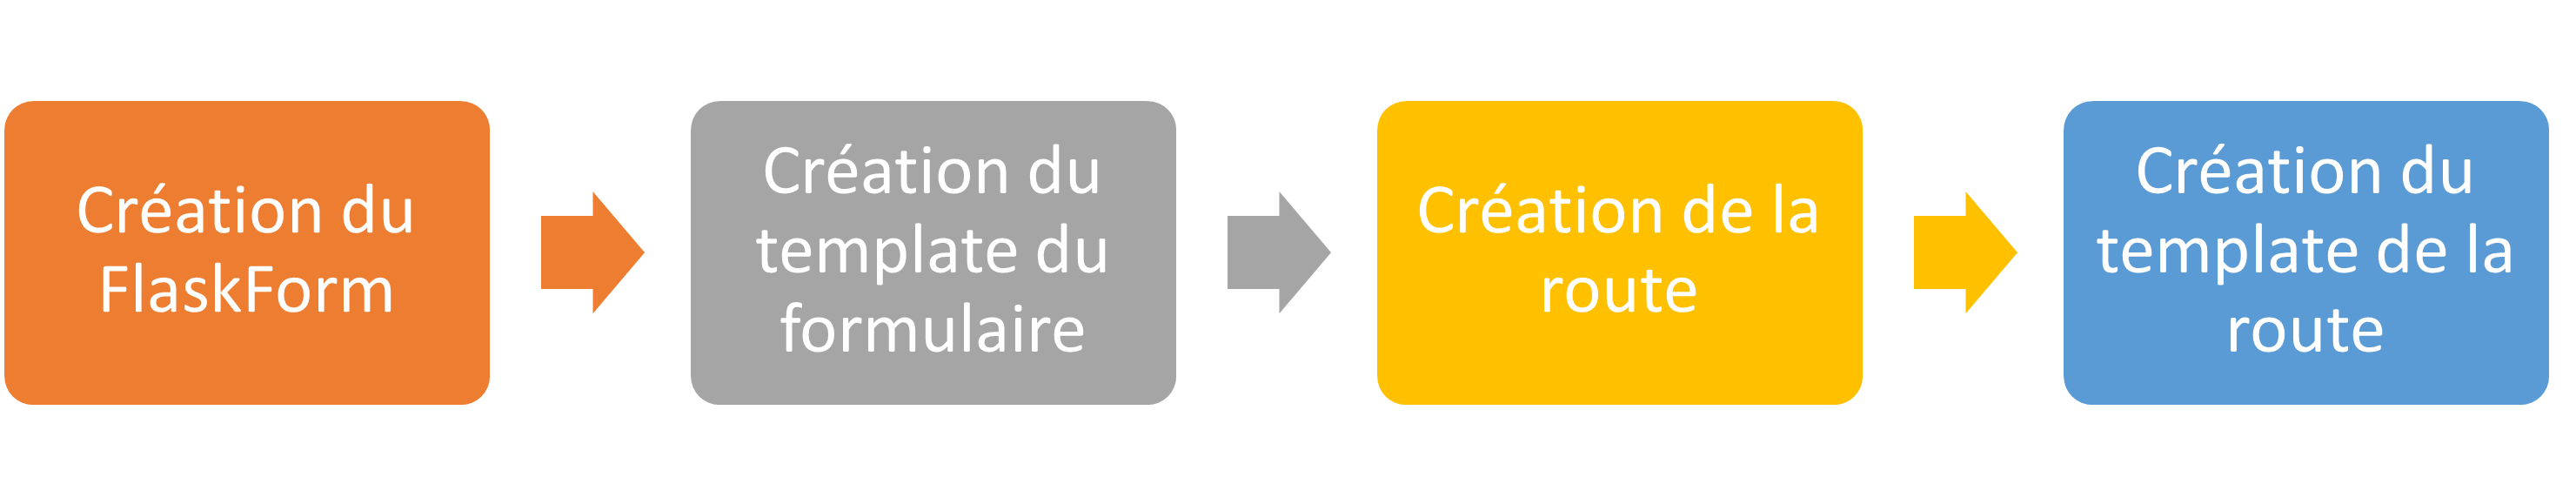 Création du
FlaskForm
Création du
template du
formulaire
Création de la
route
Création du
template de la
route